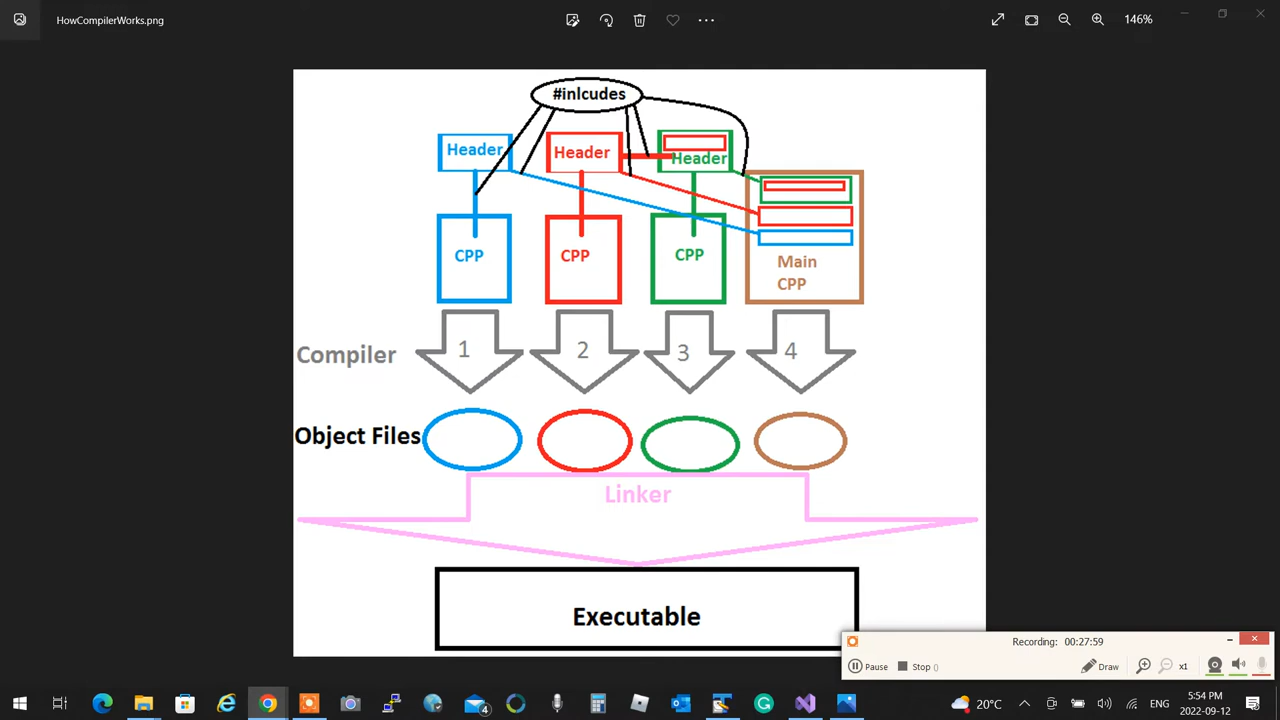 HowCompilerWorks.png
146%
#inlcudes
Header
Header
Header
CPP
CPP
CPP
Main
CPP
Compiler
1
2
3
4
Object Files
Linker
Executable
Recording: 00:27:59
Pause
Stop ()
Draw
x1
4
20°C
ENG
5:54 PM
2022-09-12